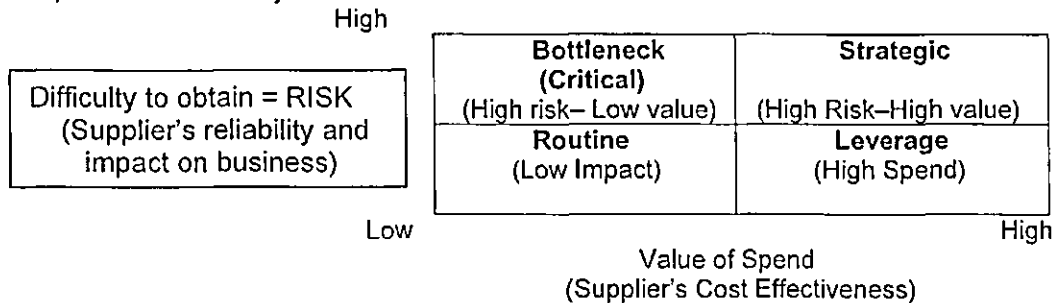 High
Difficulty to obtain = RISK
(Supplier's reliability and
impact on business)
Bottleneck
(Critical)
(High risk– Low value)
Strategic
(High Risk–High value)
Routine
(Low Impact)
Leverage
(High Spend)
Low
High
Value of Spend
(Supplier's Cost Effectiveness)